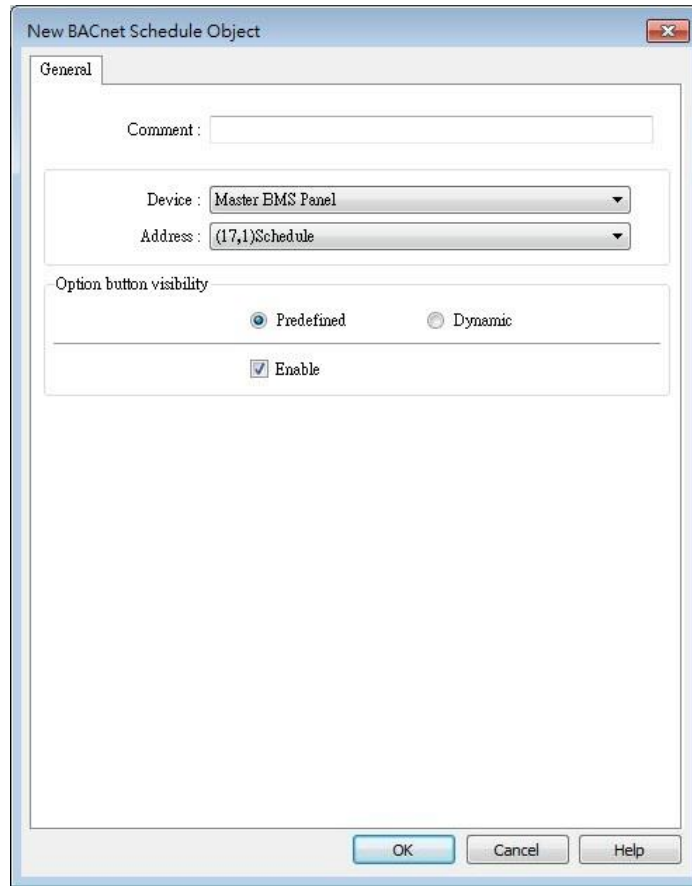 New BACnet Schedule Object
General
Comment :
Device : Master BMS Panel
Address : (17,1)Schedule
Option button visibility
Predefined Dynamic
Enable
OK Cancel Help